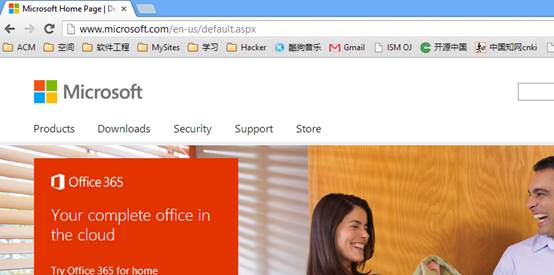 Microsoft Home Page | De
www.microsoft.com/en-us/default.aspx
ACM 空间 软件工程 MySites 学习 Hacker 酷狗音乐 Gmail ISM OJ 开源中国 中国知网cnki
Microsoft
Products Downloads Security Support Store
Office 365
Your complete office in
the cloud
Try Office 365 for home